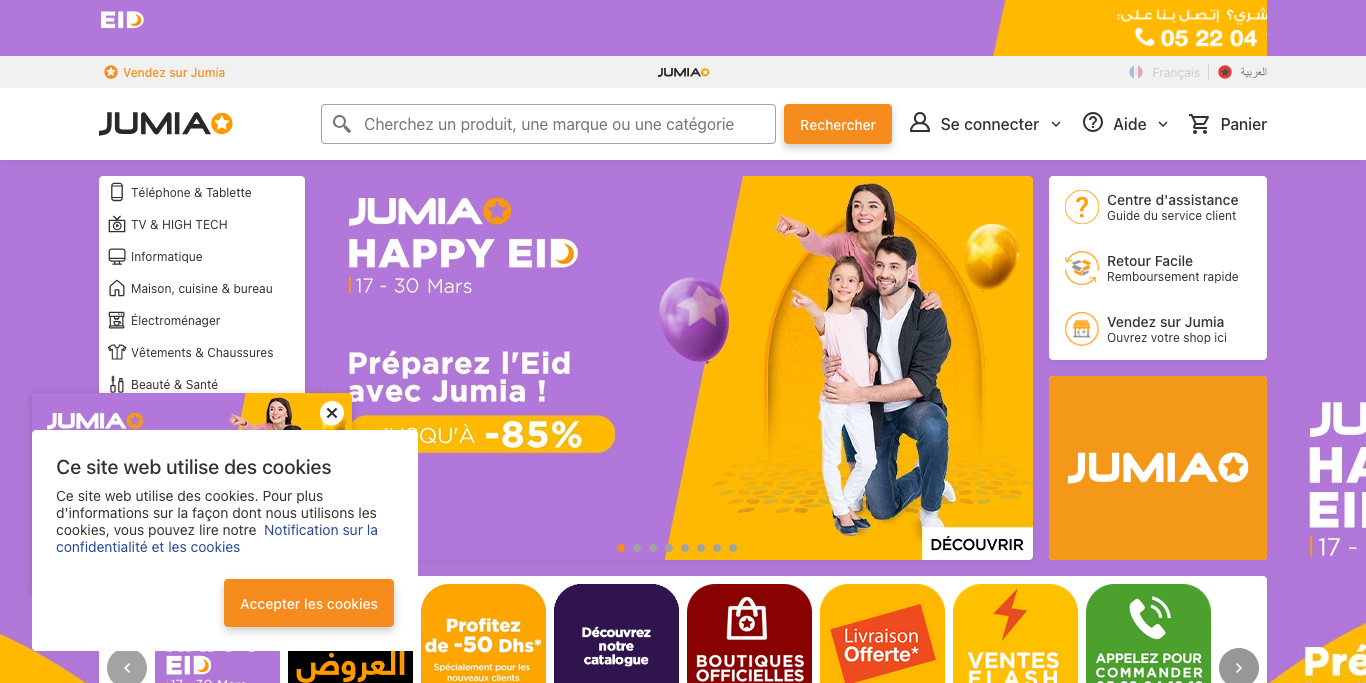 EID
شري؟ إتصل بنا على:
05 22 04
Vendez sur Jumia
JUMIA
Français
العربية
JUMIA
Cherchez un produit, une marque ou une catégorie
Rechercher
Se connecter
Aide
Panier
Téléphone & Tablette
TV & HIGH TECH
Informatique
Maison, cuisine & bureau
Électroménager
Vêtements & Chaussures
Beauté & Santé
JUMIA
HAPPY EID
17 - 30 Mars
Préparez l'Eid
avec Jumia !
JUSQU'À -85%
DÉCOUVRIR
Centre d'assistance
Guide du service client
Retour Facile
Remboursement rapide
Vendez sur Jumia
Ouvrez votre shop ici
JUMIA
JU
HA
EI
17 -
Pré
JUMIA
Ce site web utilise des cookies
Ce site web utilise des cookies. Pour plus
d'informations sur la façon dont nous utilisons les
cookies, vous pouvez lire notre Notification sur la
confidentialité et les cookies
Accepter les cookies
EID
17 - 30 Mars
العروض
Profitez
de -50 Dhs*
Spécialement pour les
nouveaux clients
Découvrez
notre
catalogue
BOUTIQUES
OFFICIELLES
Livraison
Offerte*
VENTES
FLASH
APPELEZ POUR
COMMANDER